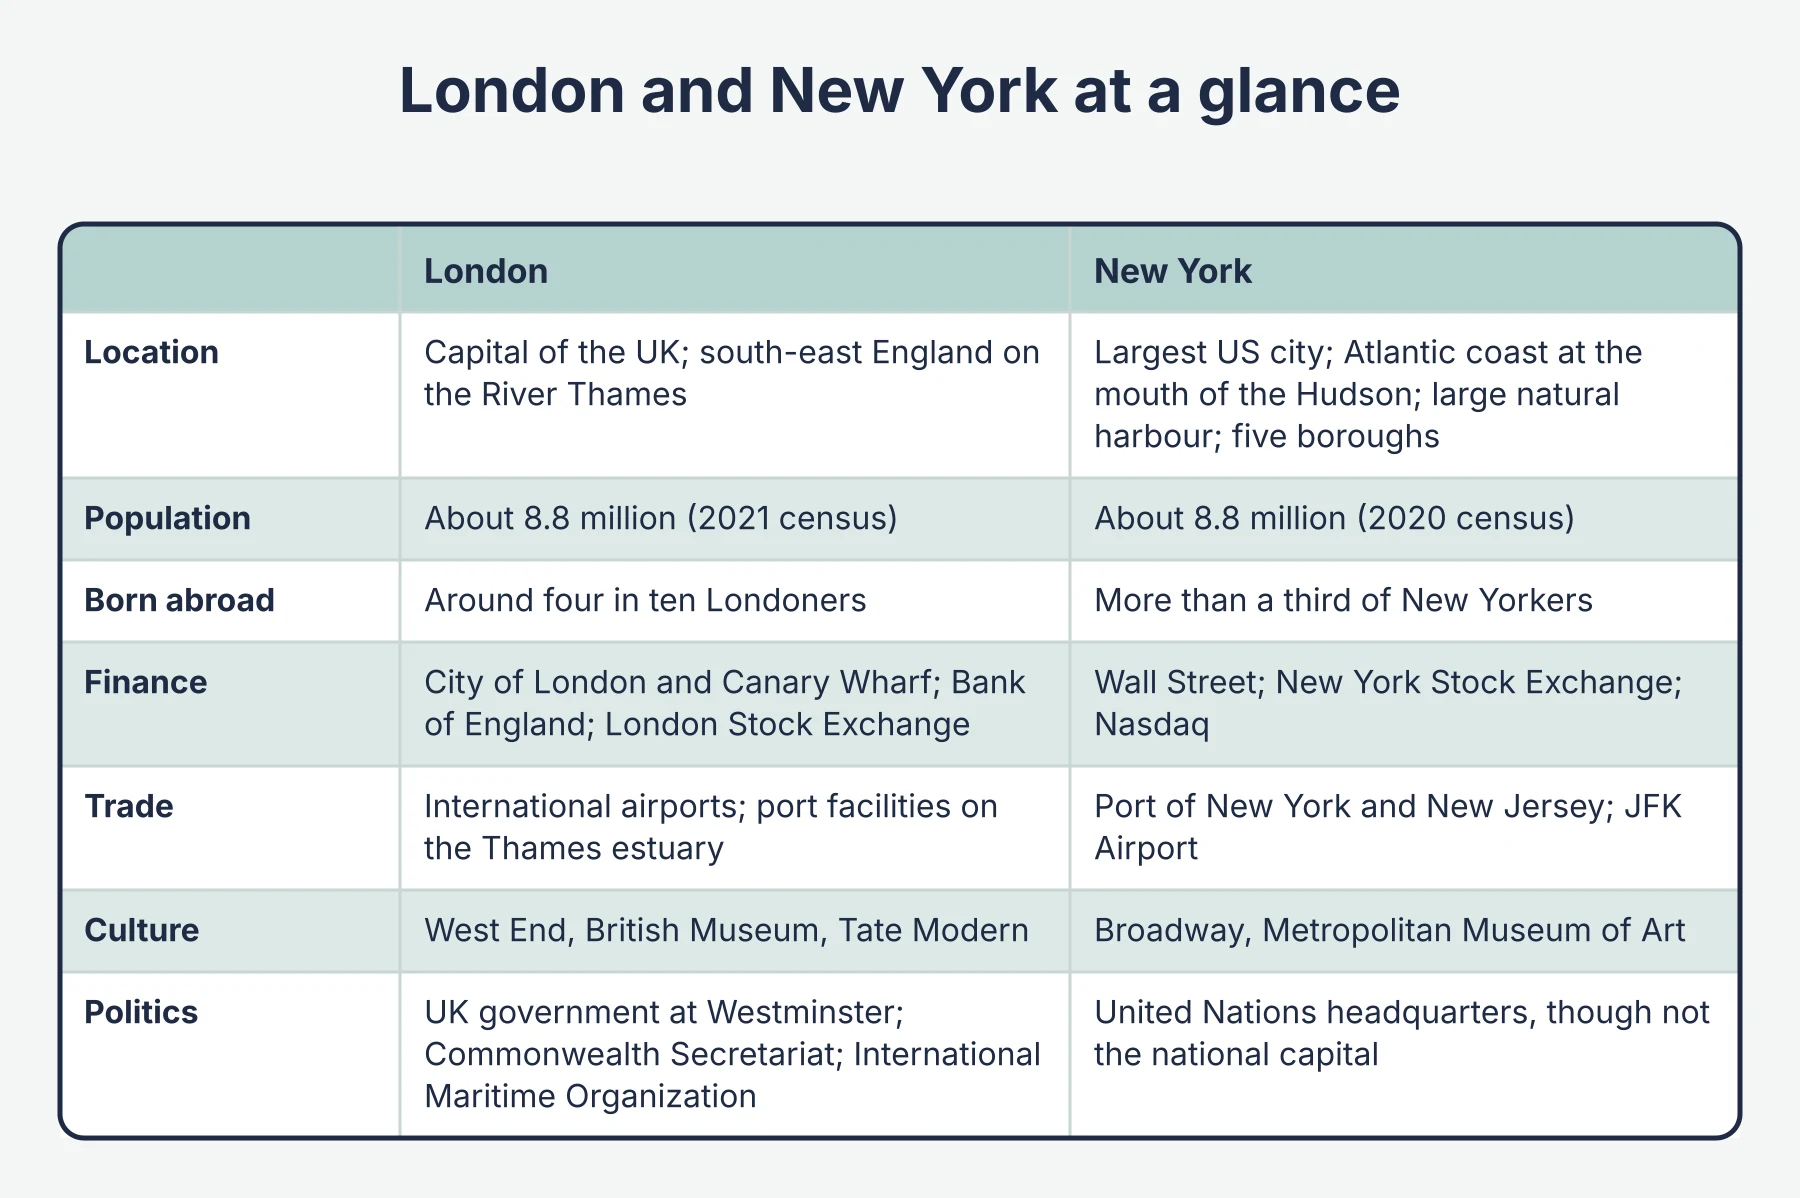 London and New York at a glance
London
New York
Location
Capital of the UK; south-east England on
the River Thames
Largest US city; Atlantic coast at the
mouth of the Hudson; large natural
harbour; five boroughs
Population
About 8.8 million (2021 census)
About 8.8 million (2020 census)
Born abroad
Around four in ten Londoners
More than a third of New Yorkers
Finance
City of London and Canary Wharf; Bank
of England; London Stock Exchange
Wall Street; New York Stock Exchange;
Nasdaq
Trade
International airports; port facilities on
the Thames estuary
Port of New York and New Jersey; JFK
Airport
Culture
West End, British Museum, Tate Modern
Broadway, Metropolitan Museum of Art
Politics
UK government at Westminster;
Commonwealth Secretariat; International
Maritime Organization
United Nations headquarters, though not
the national capital